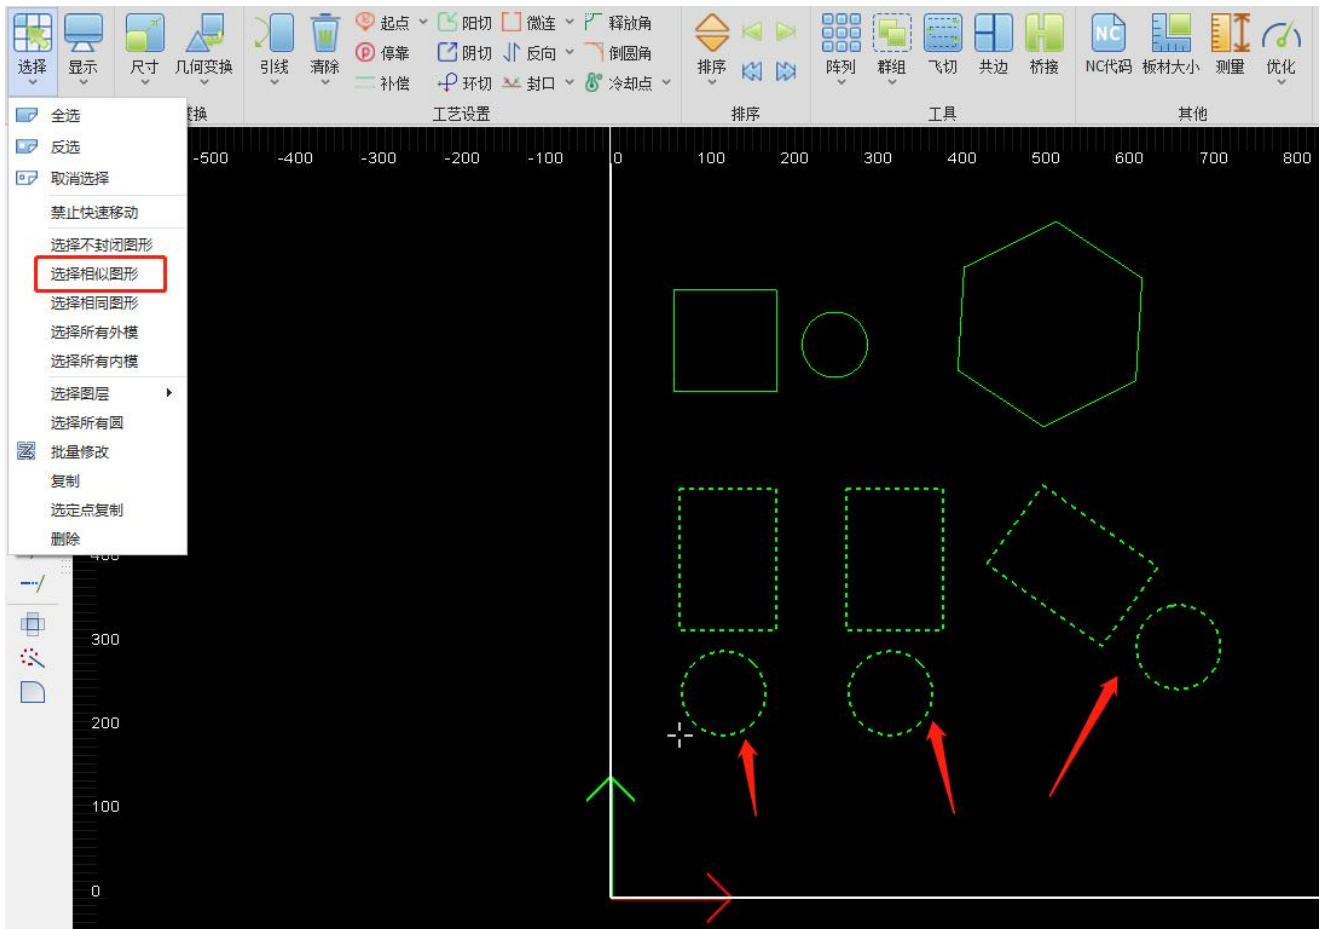 起点 阳切 微连 释放角
选择 显示 尺寸 几何变换 引线 清除 停靠 阴切 反向 倒圆角 排序 阵列 群组 飞切 共边 桥接 NC NC代码 板材大小 测量 优化
补偿 环切 封口 冷却点
换 工艺设置 排序 工具 其他
全选
反选
取消选择
禁止快速移动
选择不封闭图形
选择相似图形
选择相同图形
选择所有外模
选择所有内模
选择图层
选择所有圆
批量修改
复制
选定点复制
删除
-500 -400 -300 -200 -100 0 100 200 300 400 500 600 700 800
400
300
200
100
0